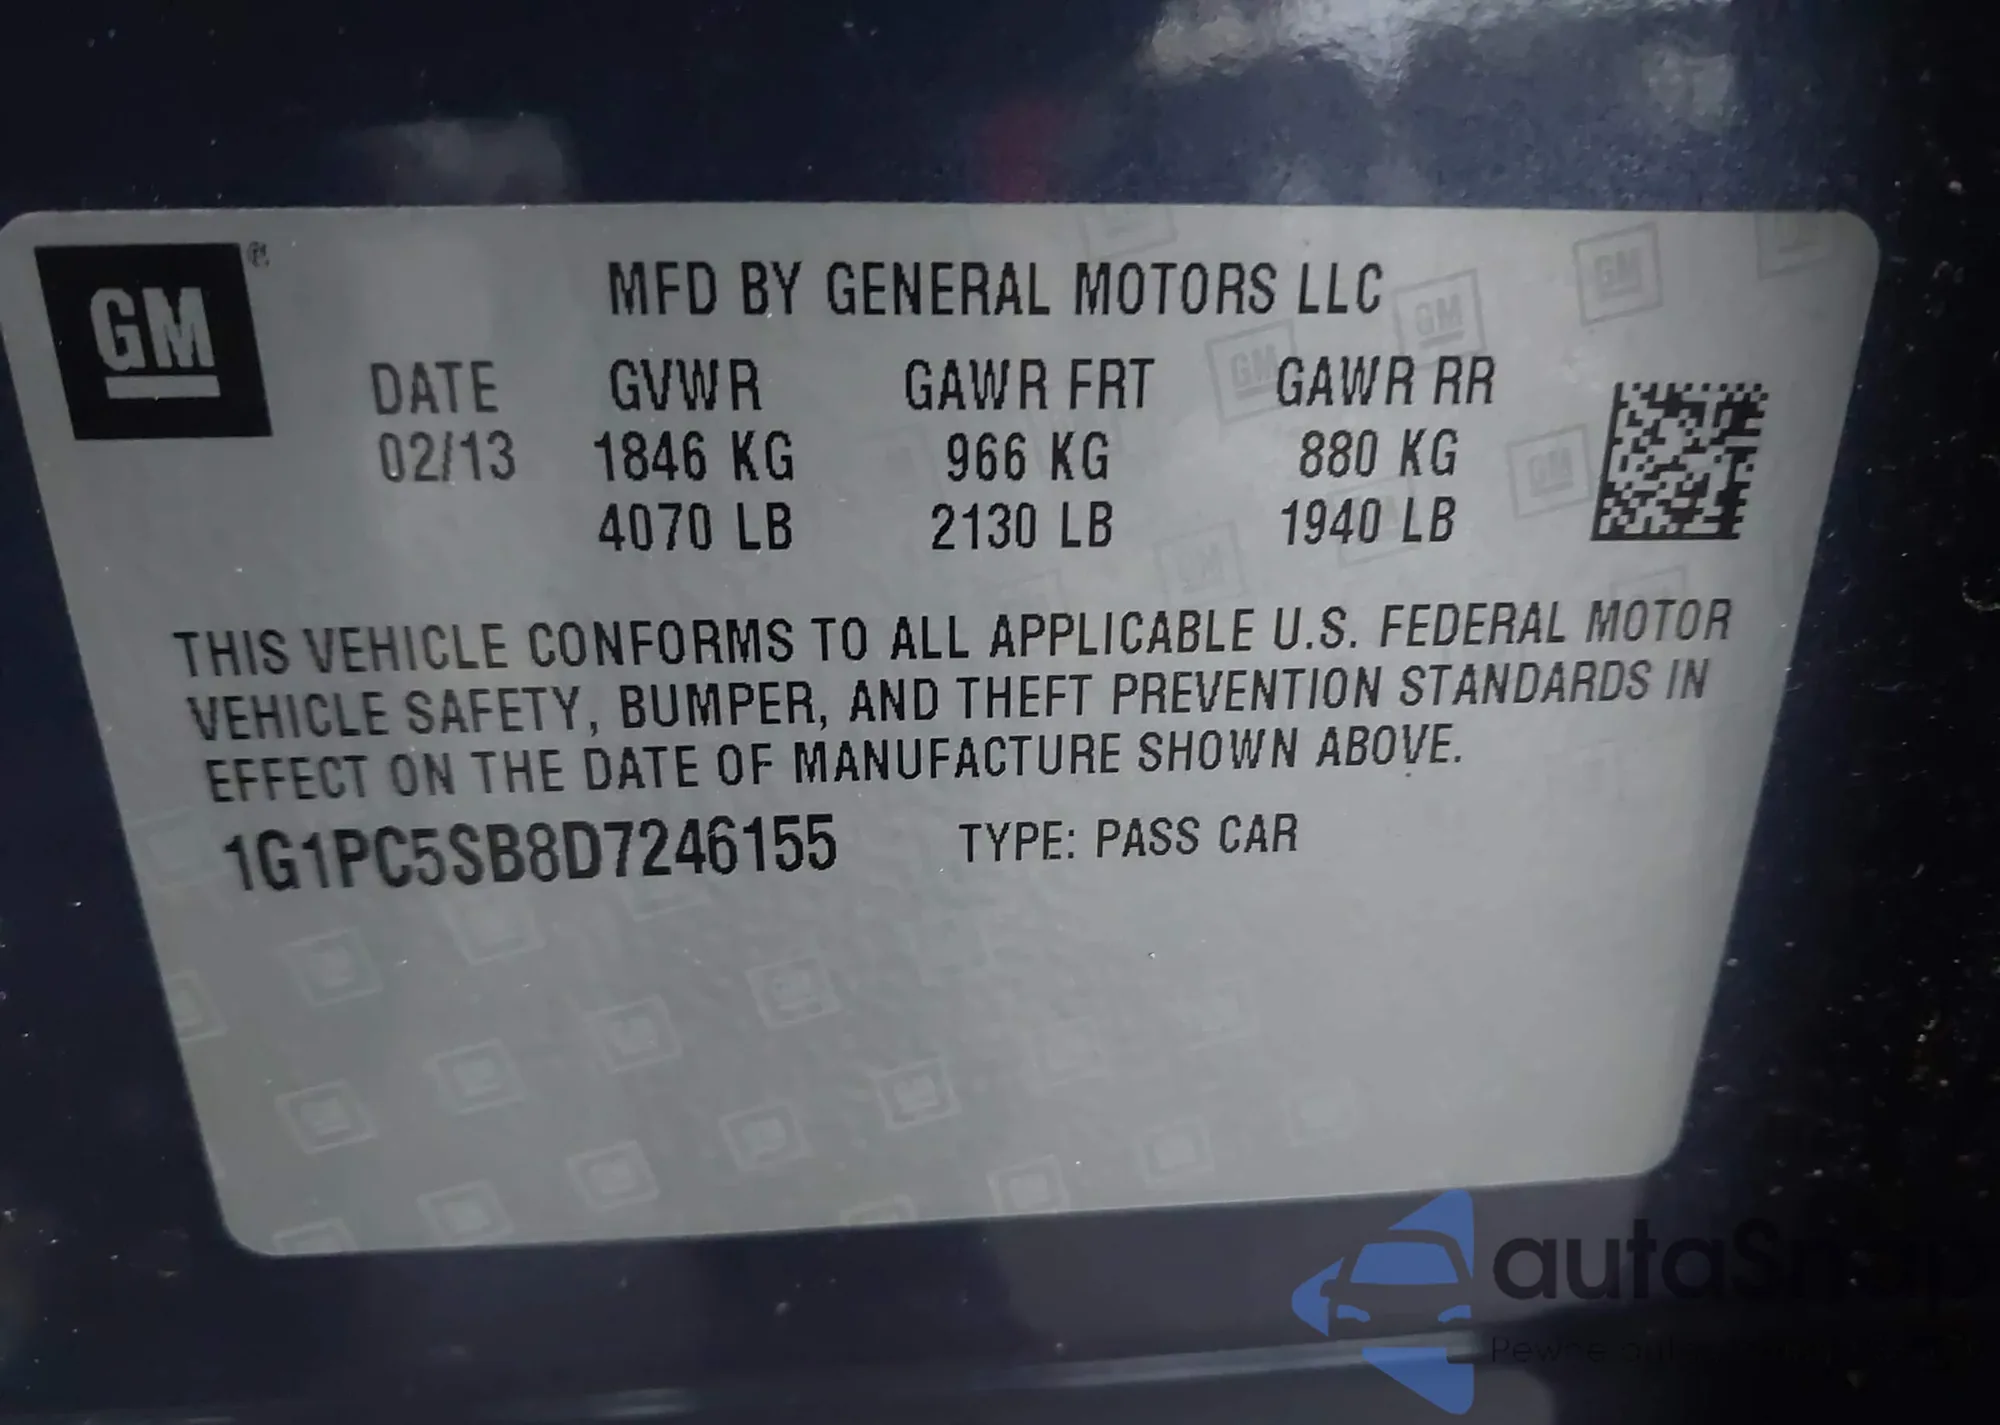 GM®
MFD BY GENERAL MOTORS LLC
DATE GVWR GAWR FRT GAWR RR
02/13 1846 KG 966 KG 880 KG
4070 LB 2130 LB 1940 LB
THIS VEHICLE CONFORMS TO ALL APPLICABLE U.S. FEDERAL MOTOR
VEHICLE SAFETY, BUMPER, AND THEFT PREVENTION STANDARDS IN
EFFECT ON THE DATE OF MANUFACTURE SHOWN ABOVE.
1G1PC5SB8D7246155 TYPE: PASS CAR
autaSnap
Pewne